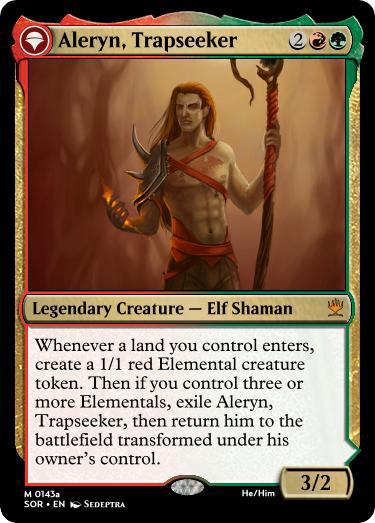 Aleryn, Trapseeker 2
Legendary Creature — Elf Shaman
Whenever a land you control enters,
create a 1/1 red Elemental creature
token. Then if you control three or
more Elementals, exile Aleryn,
Trapseeker, then return him to the
battlefield transformed under his
owner's control.
3/2
M 0143a He/Him
SOR • EN Sedeptra